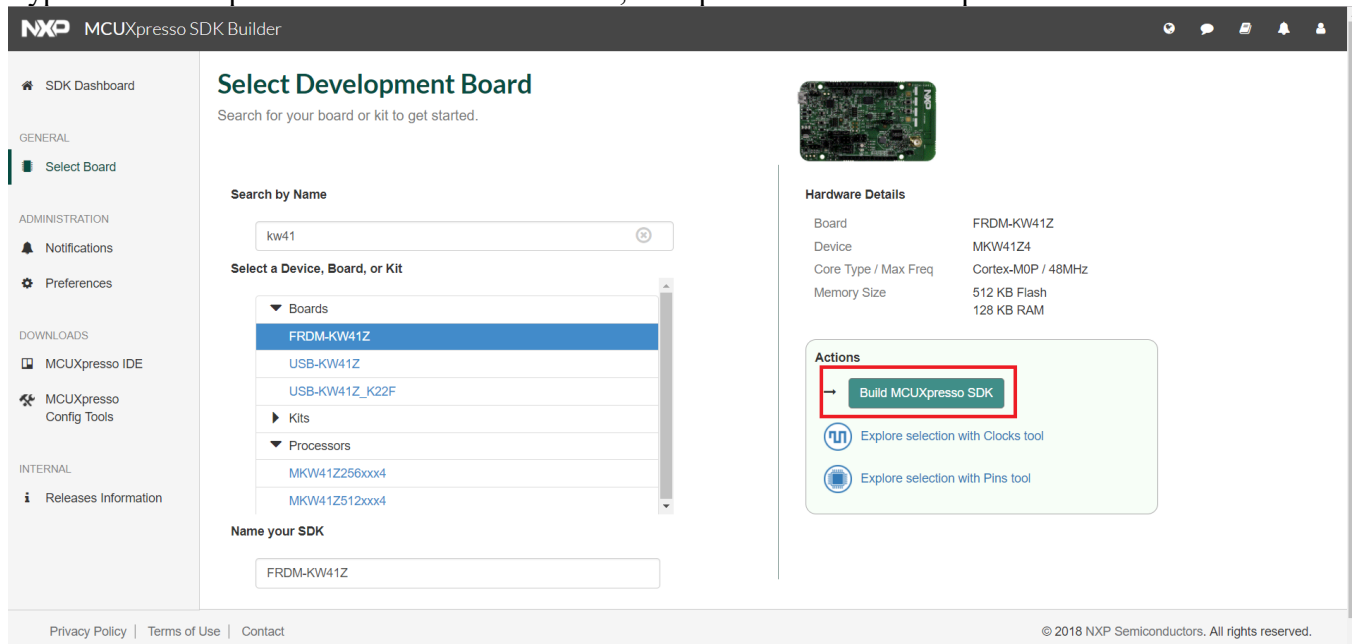 NXP MCUXpresso SDK Builder
SDK Dashboard
GENERAL
Select Board
ADMINISTRATION
Notifications
Preferences
DOWNLOADS
MCUXpresso IDE
MCUXpresso
Config Tools
INTERNAL
Releases Information
Select Development Board
Search for your board or kit to get started.
Search by Name
kw41
Select a Device, Board, or Kit
Boards
FRDM-KW41Z
USB-KW41Z
USB-KW41Z_K22F
Kits
Processors
MKW41Z256xxx4
MKW41Z512xxx4
Name your SDK
FRDM-KW41Z
NXP
Hardware Details
Board FRDM-KW41Z
Device MKW41Z4
Core Type / Max Freq Cortex-M0P / 48MHz
Memory Size 512 KB Flash
128 KB RAM
Actions
Build MCUXpresso SDK
Explore selection with Clocks tool
Explore selection with Pins tool
Privacy Policy | Terms of Use | Contact
© 2018 NXP Semiconductors. All rights reserved.